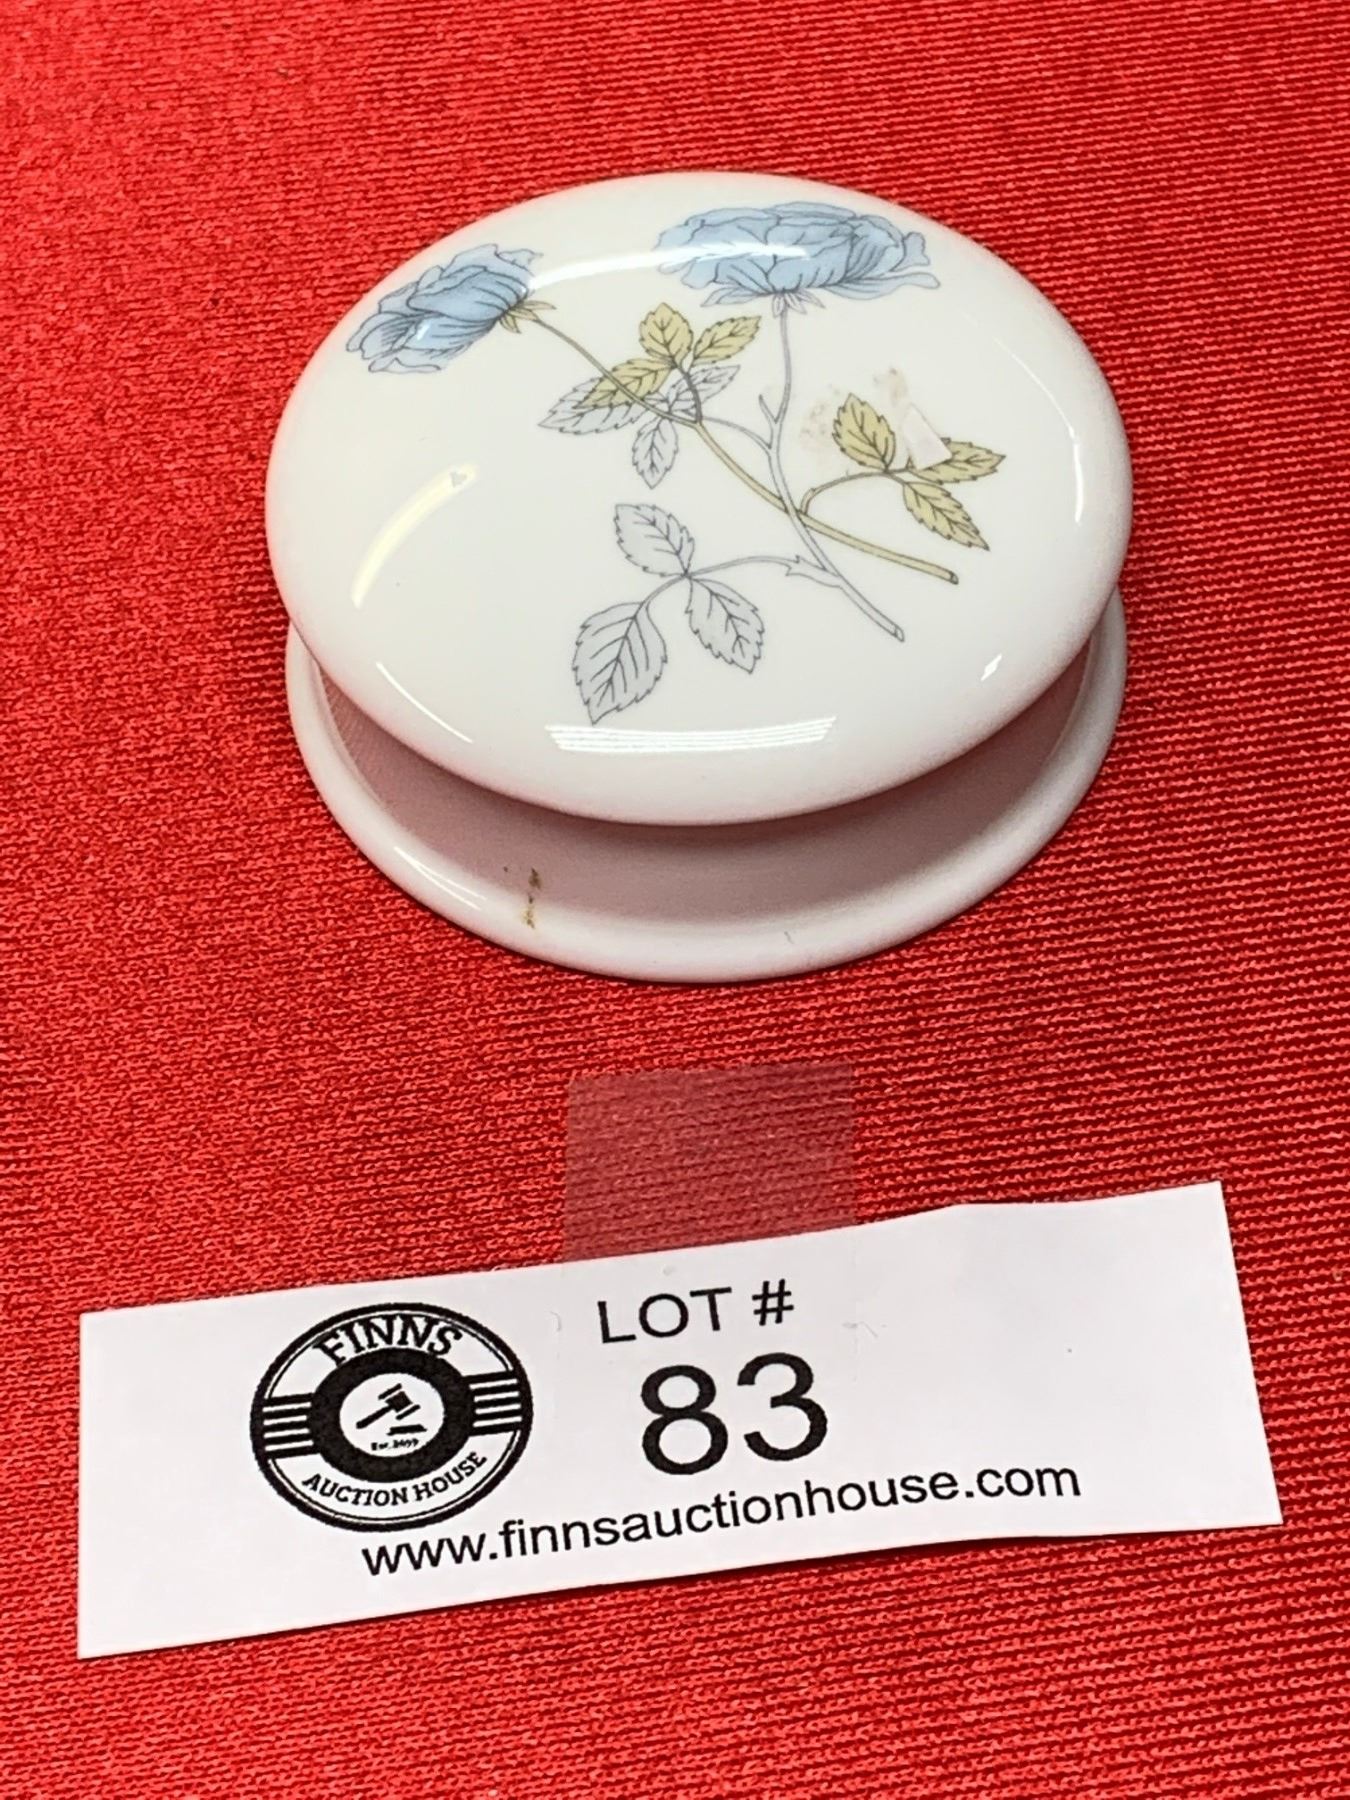 FINNS
AUCTION HOUSE
LOT #
83
www.finnsauctionhouse.com